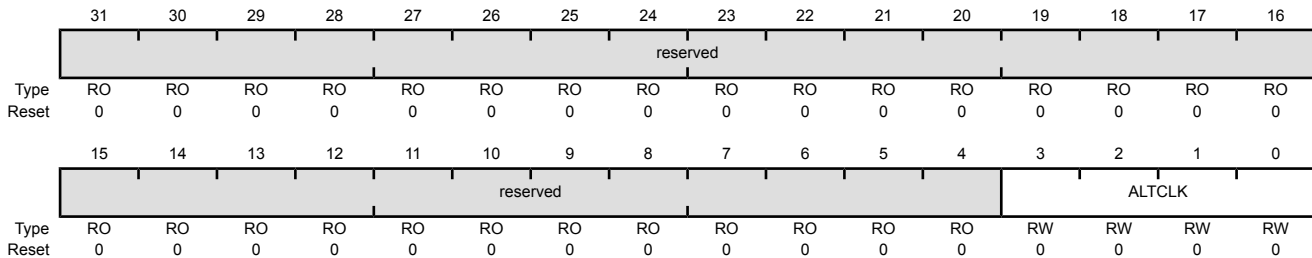 31 30 29 28 27 26 25 24 23 22 21 20 19 18 17 16
reserved
Type RO RO RO RO RO RO RO RO RO RO RO RO RO RO RO RO
Reset 0 0 0 0 0 0 0 0 0 0 0 0 0 0 0 0
15 14 13 12 11 10 9 8 7 6 5 4 3 2 1 0
reserved ALTCLK
Type RO RO RO RO RO RO RO RO RO RO RO RO RW RW RW RW
Reset 0 0 0 0 0 0 0 0 0 0 0 0 0 0 0 0